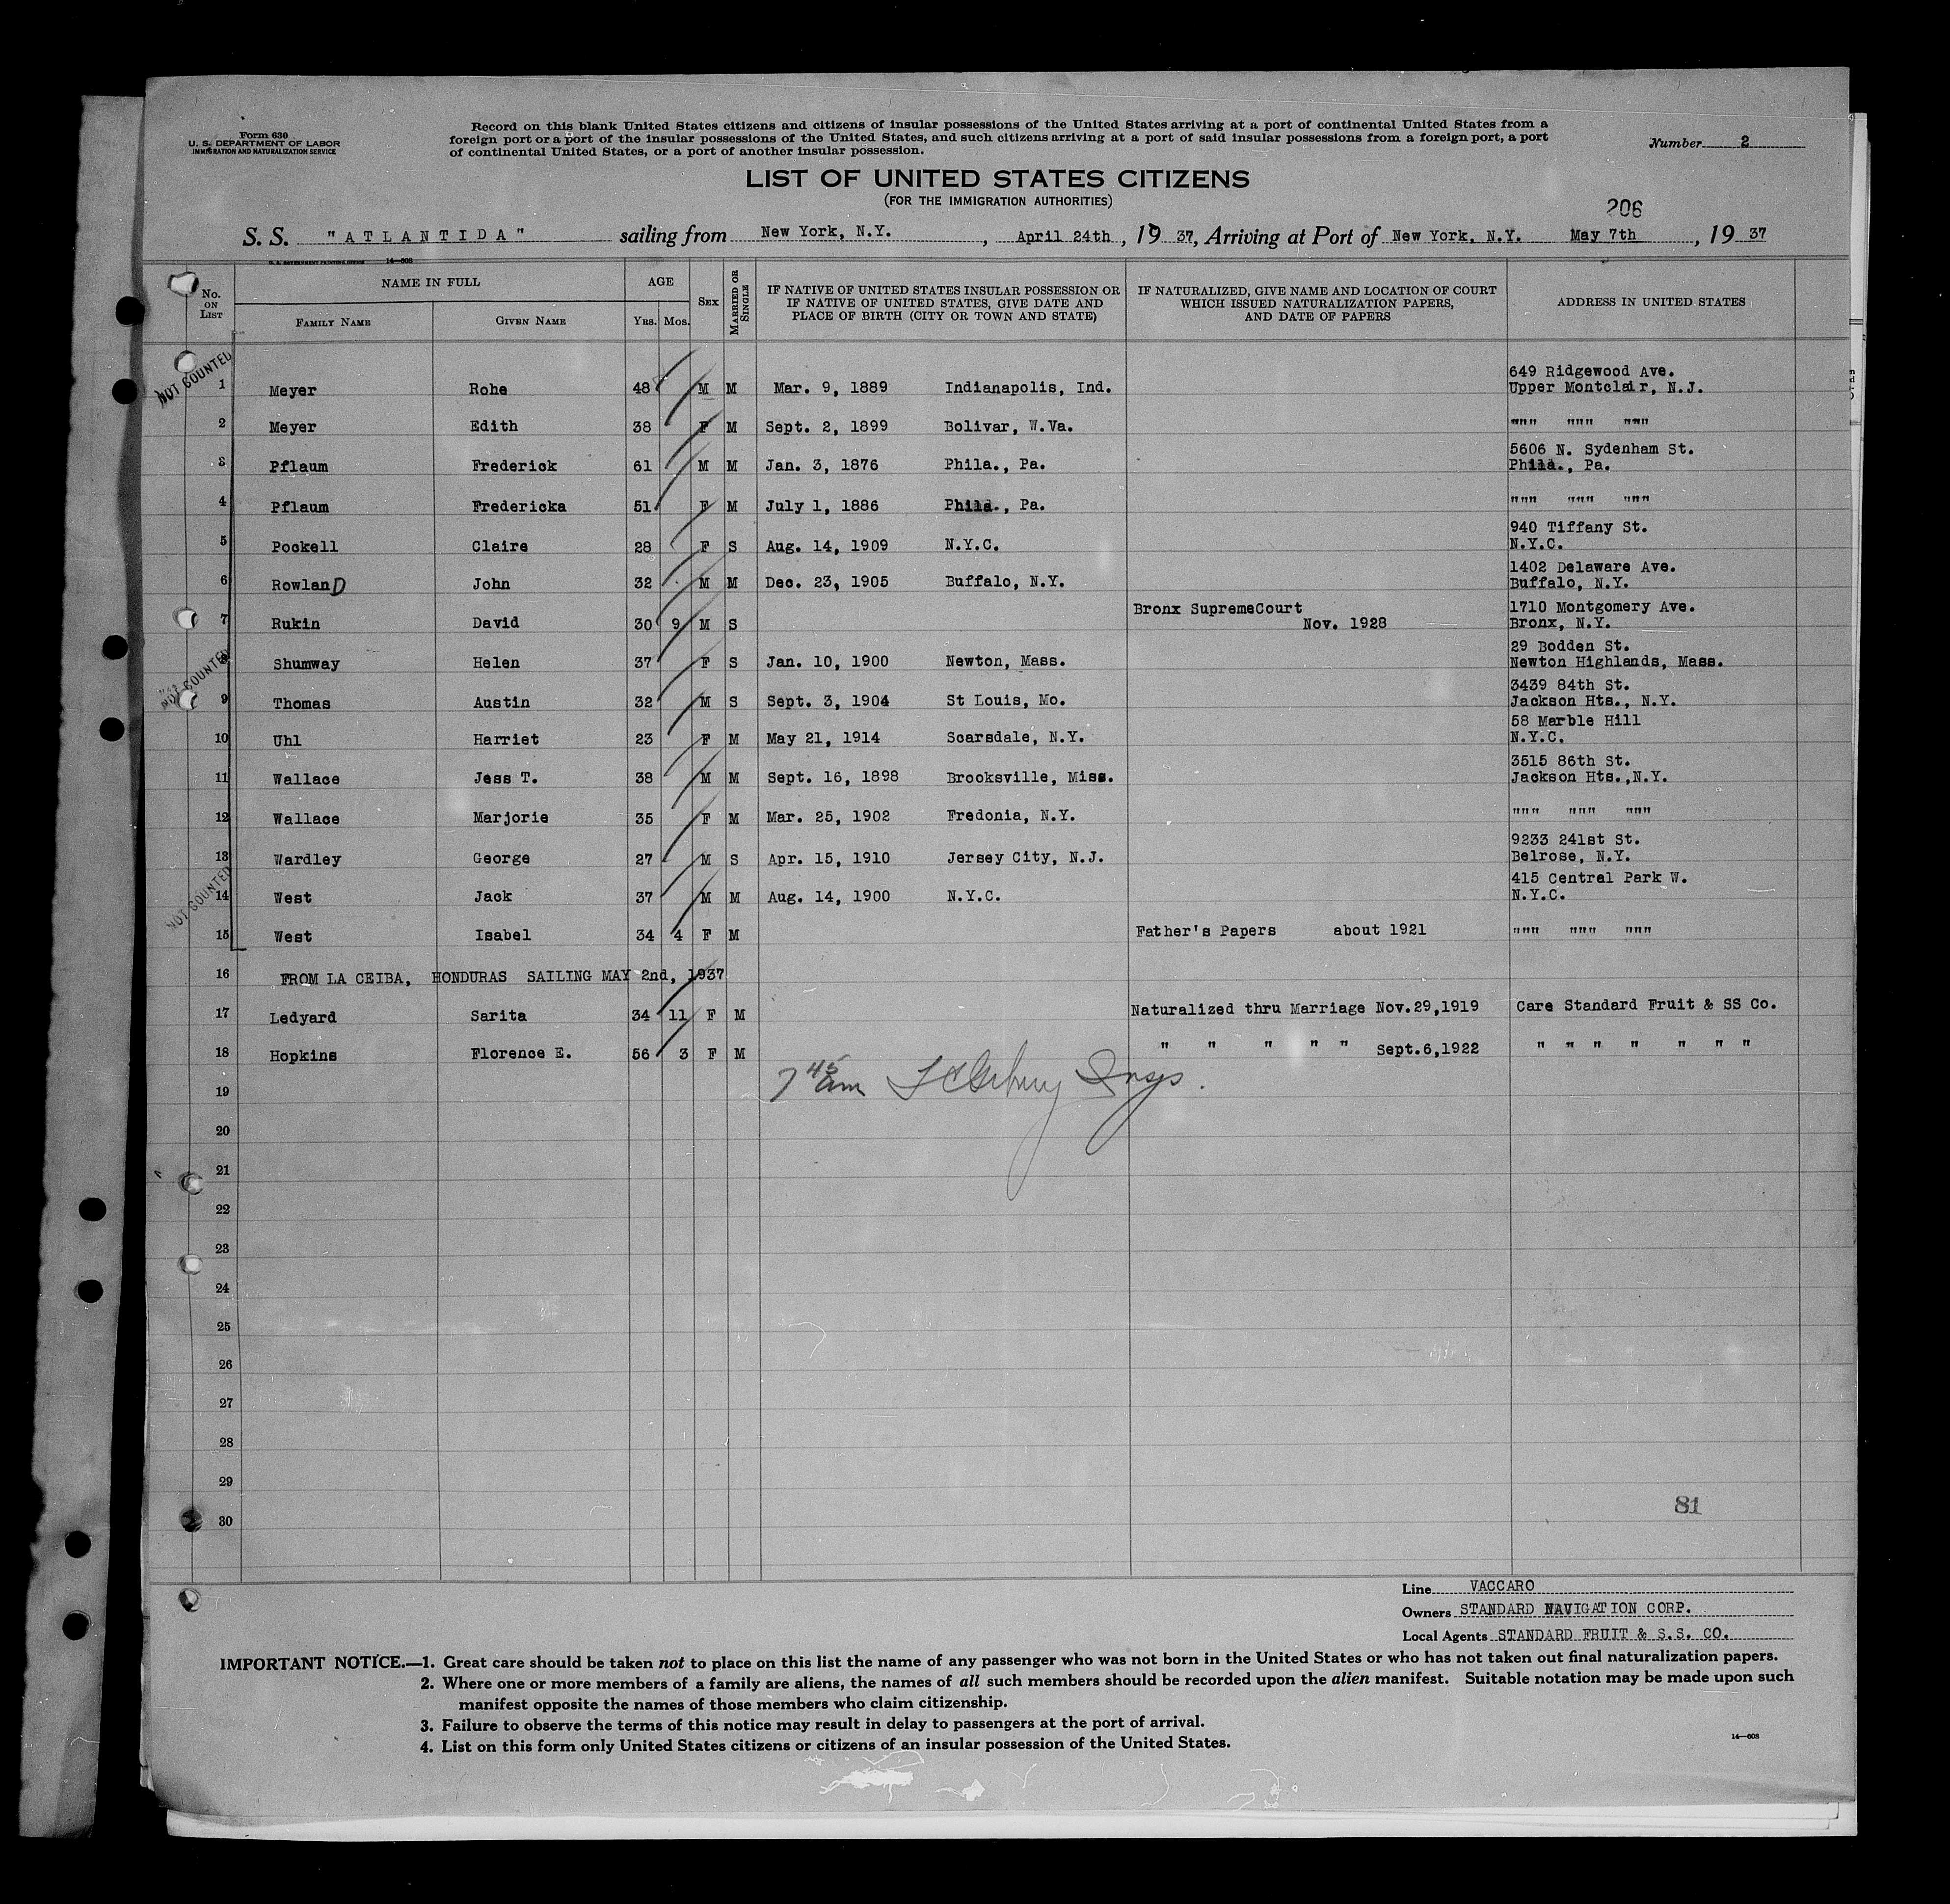 Form 630
U. S. DEPARTMENT OF LABOR
IMMIGRATION AND NATURALIZATION SERVICE
Record on this blank United States citizens and citizens of insular possessions of the United States arriving at a port of continental United States from a
foreign port or a port of the insular possessions of the United States, and such citizens arriving at a port of said insular possessions from a foreign port, a port
of continental United States, or a port of another insular possession.
Number 2
LIST OF UNITED STATES CITIZENS
(FOR THE IMMIGRATION AUTHORITIES)
206
S. S. "ATLANTIDA" sailing from New York, N.Y. , April 24th , 1937, Arriving at Port of New York, N.Y. May 7th , 1937
U. S. GOVERNMENT PRINTING OFFICE 14—608
No. ON LIST NAME IN FULL AGE SEX MARRIED OR SINGLE IF NATIVE OF UNITED STATES INSULAR POSSESSION OR IF NATIVE OF UNITED STATES, GIVE DATE AND PLACE OF BIRTH (CITY OR TOWN AND STATE) IF NATURALIZED, GIVE NAME AND LOCATION OF COURT WHICH ISSUED NATURALIZATION PAPERS, AND DATE OF PAPERS ADDRESS IN UNITED STATES
FAMILY NAME GIVEN NAME YRS. MOS.
NOT COUNTED
649 Ridgewood Ave.
1 Meyer Rohe 48 M M Mar. 9, 1889 Indianapolis, Ind. Upper Montclair, N.J.
2 Meyer Edith 38 F M Sept. 2, 1899 Bolivar, W.Va. """ """ """
5606 N. Sydenham St.
3 Pflaum Frederick 61 M M Jan. 3, 1876 Phila., Pa. Phila., Pa.
4 Pflaum Fredericka 51 F M July 1, 1886 Phila., Pa. """ """ """
940 Tiffany St.
5 Pockell Claire 28 F S Aug. 14, 1909 N.Y.C. N.Y.C.
1402 Delaware Ave.
6 RowlanD John 32 M M Dec. 23, 1905 Buffalo, N.Y. Buffalo, N.Y.
Bronx SupremeCourt 1710 Montgomery Ave.
7 Rukin David 30 9 M S Nov. 1928 Bronx, N.Y.
29 Bodden St.
NOT COUNTED
8 Shumway Helen 37 F S Jan. 10, 1900 Newton, Mass. Newton Highlands, Mass.
3439 84th St.
9 Thomas Austin 32 M S Sept. 3, 1904 St Louis, Mo. Jackson Hts., N.Y.
58 Marble Hill
10 Uhl Harriet 23 F M May 21, 1914 Scarsdale, N.Y. N.Y.C.
3515 86th St.
11 Wallace Jess T. 38 M M Sept. 16, 1898 Brooksville, Miss. Jackson Hts.,N.Y.
12 Wallace Marjorie 35 F M Mar. 25, 1902 Fredonia, N.Y. """ """ """
9233 241st St.
13 Wardley George 27 M S Apr. 15, 1910 Jersey City, N.J. Belrose, N.Y.
NOT COUNTED
415 Central Park W.
14 West Jack 37 M M Aug. 14, 1900 N.Y.C. N.Y.C.
15 West Isabel 34 4 F M Father's Papers about 1921 """ """ """
16 FROM LA CEIBA, HONDURAS SAILING MAY 2nd, 1937
17 Ledyard Sarita 34 11 F M Naturalized thru Marriage Nov.29,1919 Care Standard Fruit & SS Co.
18 Hopkins Florence E. 56 3 F M " " " " " Sept.6,1922 " " " " " " "
7 45 am Insp.
19
20
21
22
23
24
25
26
27
28
29
30
81
Line VACCARO
Owners STANDARD NAVIGATION CORP.
Local Agents STANDARD FRUIT & S.S. CO.
IMPORTANT NOTICE.—1. Great care should be taken not to place on this list the name of any passenger who was not born in the United States or who has not taken out final naturalization papers.
2. Where one or more members of a family are aliens, the names of all such members should be recorded upon the alien manifest. Suitable notation may be made upon such
manifest opposite the names of those members who claim citizenship.
3. Failure to observe the terms of this notice may result in delay to passengers at the port of arrival.
4. List on this form only United States citizens or citizens of an insular possession of the United States.
14—608